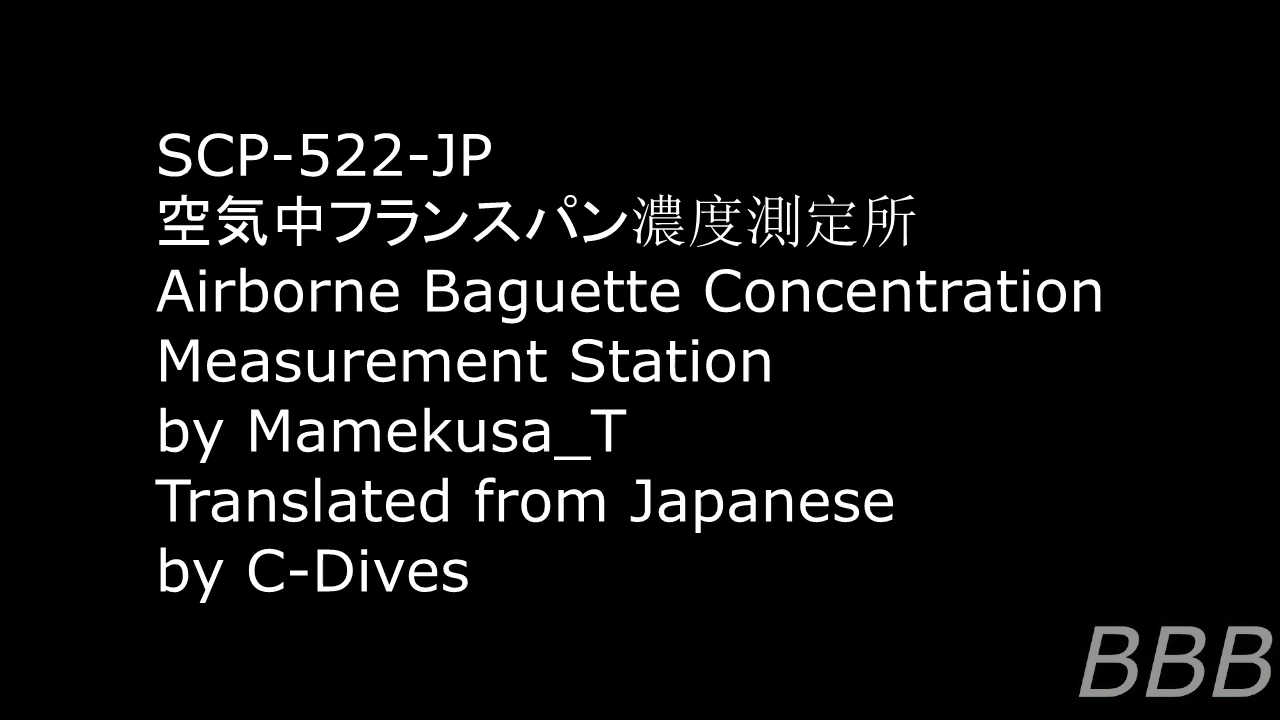 SCP-522-JP
空気中フランスパン濃度測定所
Airborne Baguette Concentration
Measurement Station
by Mamekusa_T
Translated from Japanese
by C-Dives
BBB